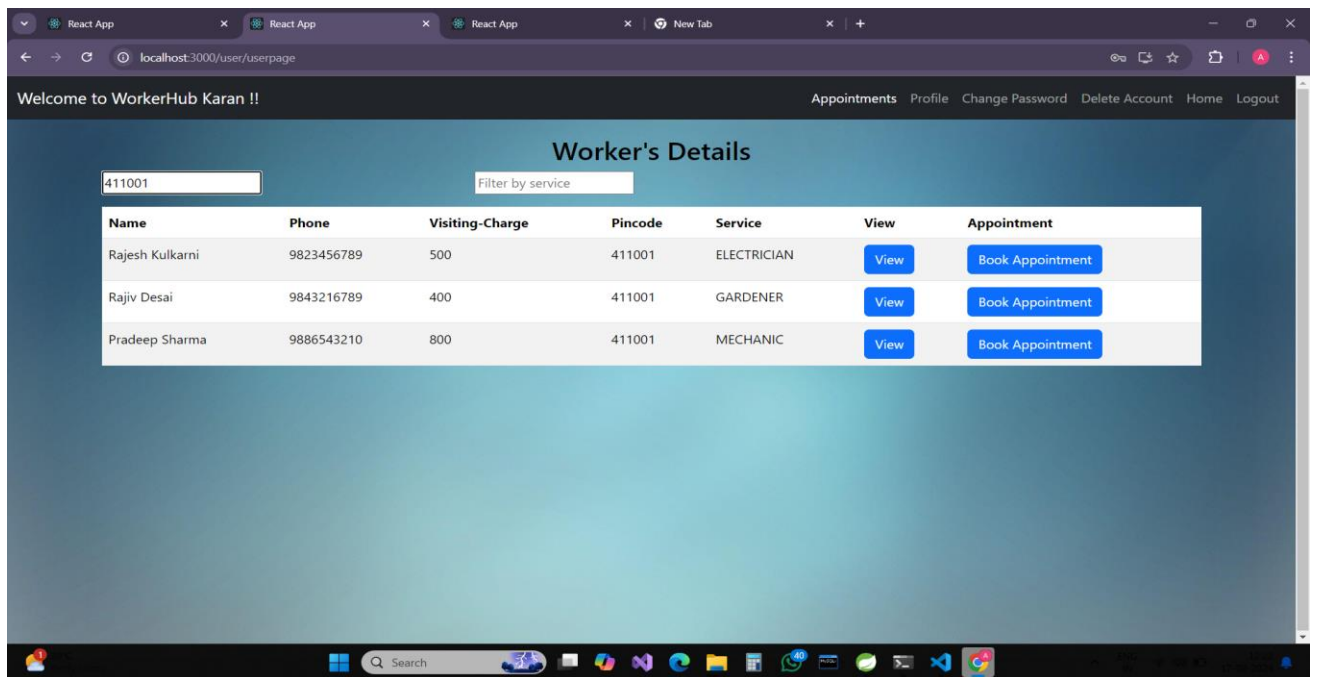 React App React App React App New Tab
localhost:3000/user/userpage A
Welcome to WorkerHub Karan !! Appointments Profile Change Password Delete Account Home Logout
Worker's Details
411001 Filter by service
Name Phone Visiting-Charge Pincode Service View Appointment
Rajesh Kulkarni 9823456789 500 411001 ELECTRICIAN View Book Appointment
Rajiv Desai 9843216789 400 411001 GARDENER View Book Appointment
Pradeep Sharma 9886543210 800 411001 MECHANIC View Book Appointment
1 Search 40